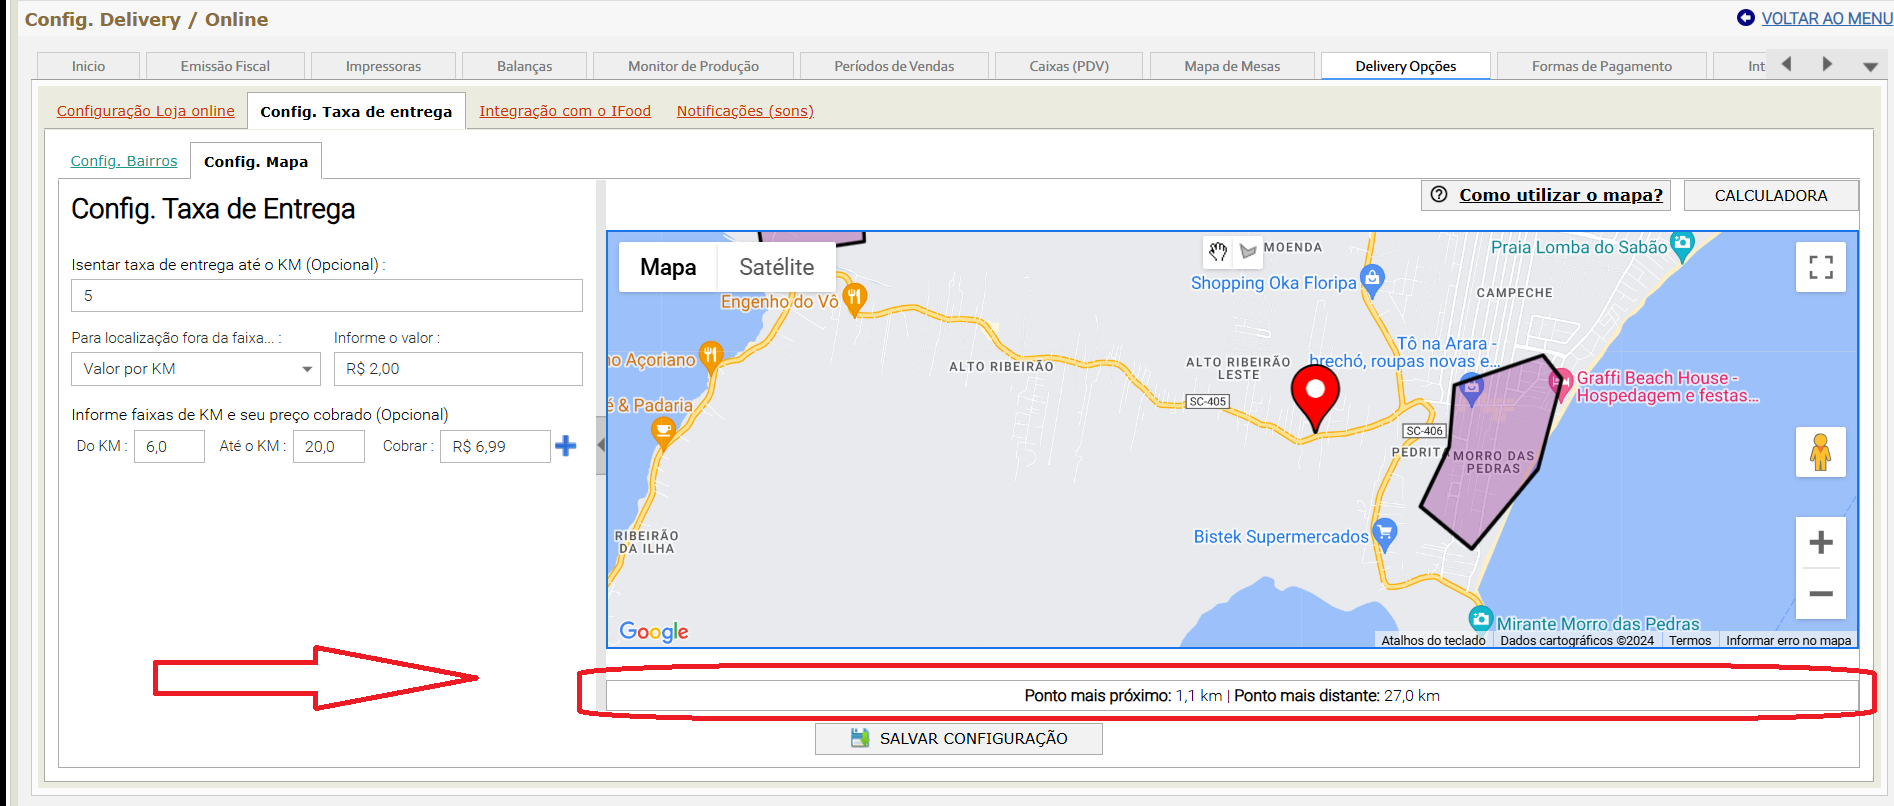 Config. Delivery / Online
VOLTAR AO MENU
Inicio
Emissão Fiscal
Impressoras
Balanças
Monitor de Produção
Períodos de Vendas
Caixas (PDV)
Mapa de Mesas
Delivery Opções
Formas de Pagamento
Int
Configuração Loja online
Config. Taxa de entrega
Integração com o IFood
Notificações (sons)
Config. Bairros
Config. Mapa
Config. Taxa de Entrega
Isentar taxa de entrega até o KM (Opcional) :
5
Para localização fora da faixa... :
Informe o valor :
Valor por KM
R$ 2,00
Informe faixas de KM e seu preço cobrado (Opcional)
Do KM :
6,0
Até o KM :
20,0
Cobrar :
R$ 6,99
Como utilizar o mapa?
CALCULADORA
Mapa
Satélite
MOENDA
Praia Lomba do Sabão
Shopping Oka Floripa
CAMPECHE
Engenho do Vô
no Açoriano
ALTO RIBEIRÃO
ALTO RIBEIRÃO
LESTE
Tô na Arara -
brechó, roupas novas e...
Graffi Beach House -
Hospedagem e festas...
é & Padaria
SC-405
SC-406
PEDRIT
MORRO DAS
PEDRAS
RIBEIRÃO
DA ILHA
Bistek Supermercados
Mirante Morro das Pedras
Google
Atalhos do teclado
Dados cartográficos ©2024
Termos
Informar erro no mapa
Ponto mais próximo: 1,1 km | Ponto mais distante: 27,0 km
SALVAR CONFIGURAÇÃO